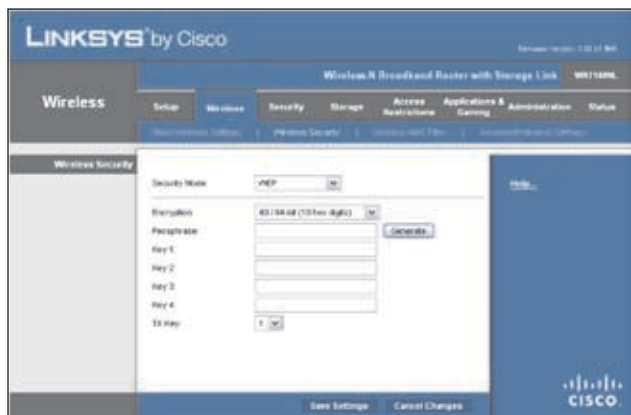 LINKSYS by Cisco
Wireless-N Broadband Router with Storage Link
Wireless
Setup
Wireless
Security
Storage
Access Restrictions
Applications & Gaming
Administration
Status
Wireless Security
Wireless Security
Security Mode
WEP
Help...
Encryption
40 / 64-bit (10 hex digits)
Passphrase
Generate
Key 1
Key 2
Key 3
Key 4
TX Key
1
Save Settings
Cancel Changes
CISCO